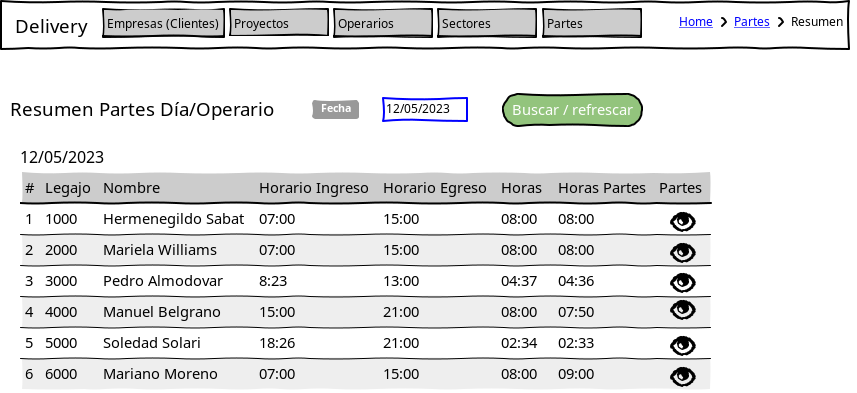 Delivery Empresas (Clientes) Proyectos Operarios Sectores Partes Home Partes Resumen
Resumen Partes Día/Operario Fecha 12/05/2023 Buscar / refrescar
12/05/2023
# Legajo Nombre Horario Ingreso Horario Egreso Horas Horas Partes Partes
1 1000 Hermenegildo Sabat 07:00 15:00 08:00 08:00
2 2000 Mariela Williams 07:00 15:00 08:00 08:00
3 3000 Pedro Almodovar 8:23 13:00 04:37 04:36
4 4000 Manuel Belgrano 15:00 21:00 08:00 07:50
5 5000 Soledad Solari 18:26 21:00 02:34 02:33
6 6000 Mariano Moreno 07:00 15:00 08:00 09:00